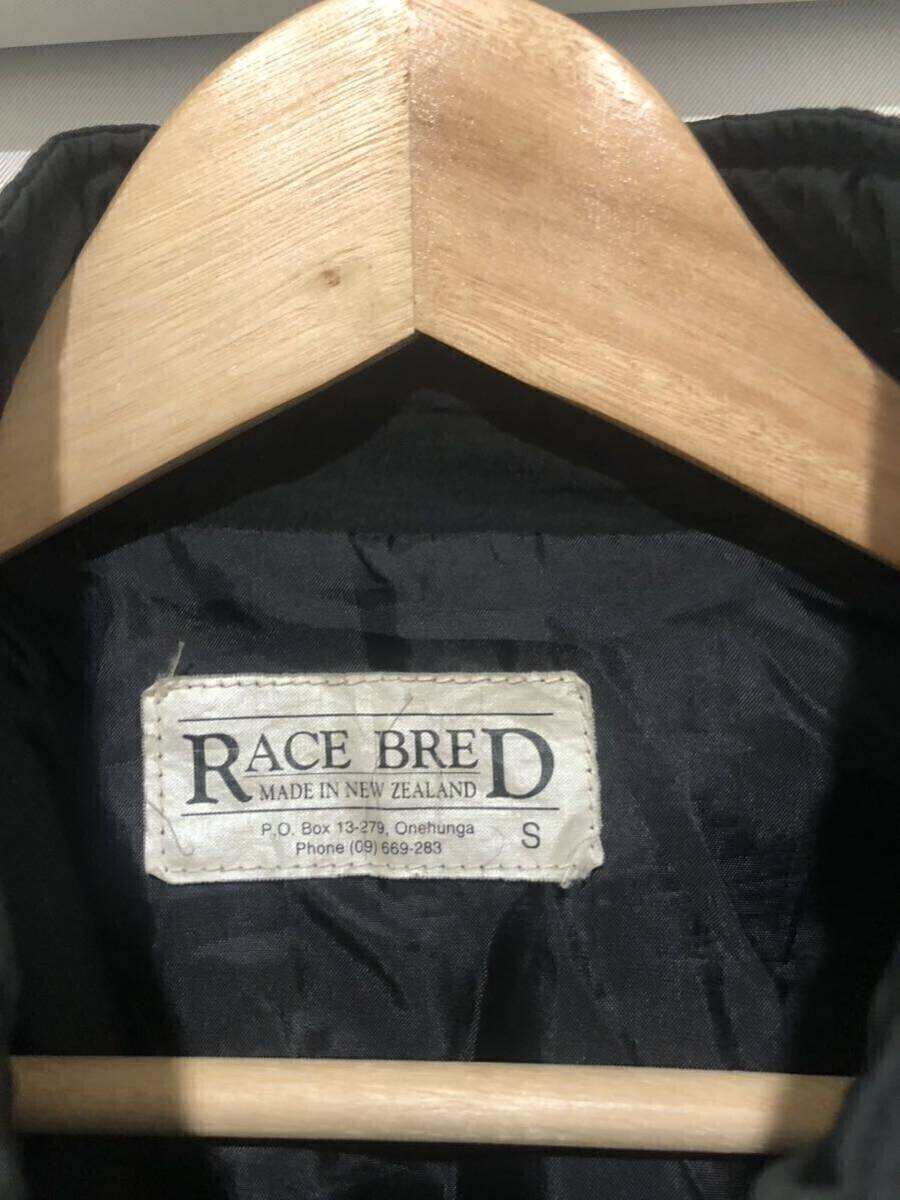 RACE BRED
MADE IN NEW ZEALAND
P.O. Box 13-279, Onehunga
Phone (09) 669-283
S